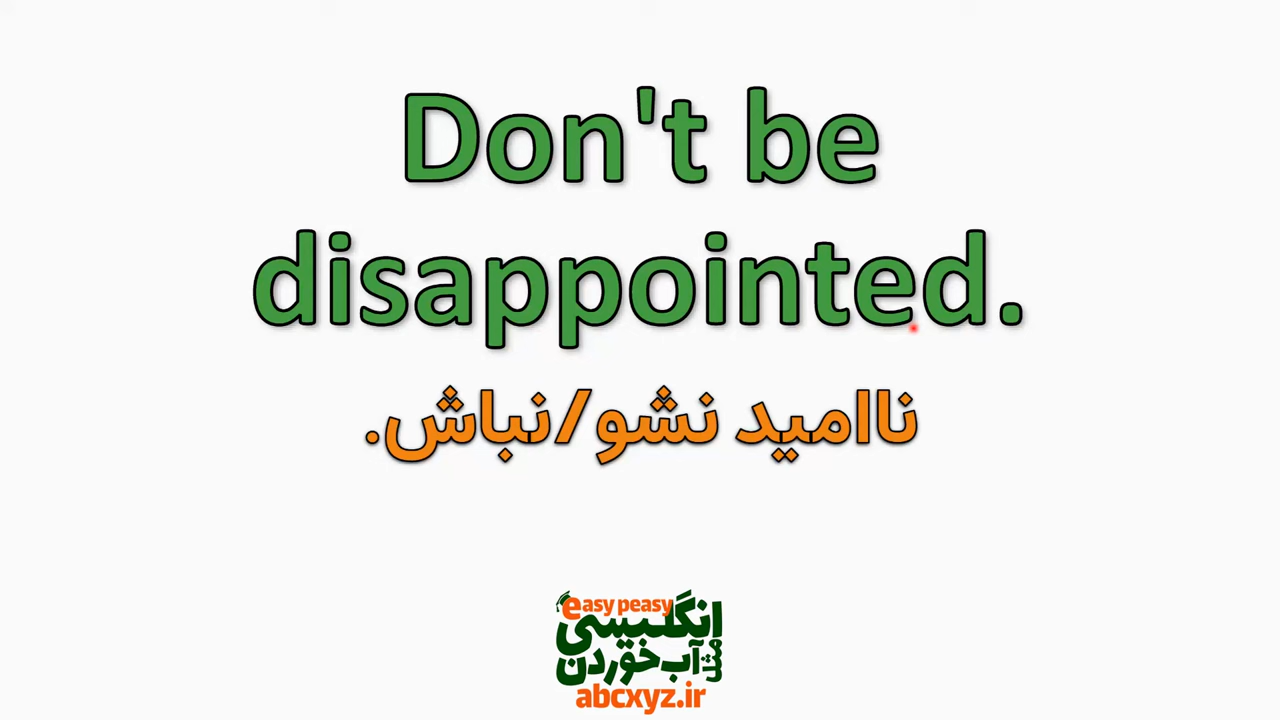 Don't be
disappointed.
ناامید نشو/نباش.
easy peasy
انگلیسی
مثل آب خوردن
abcxyz.ir